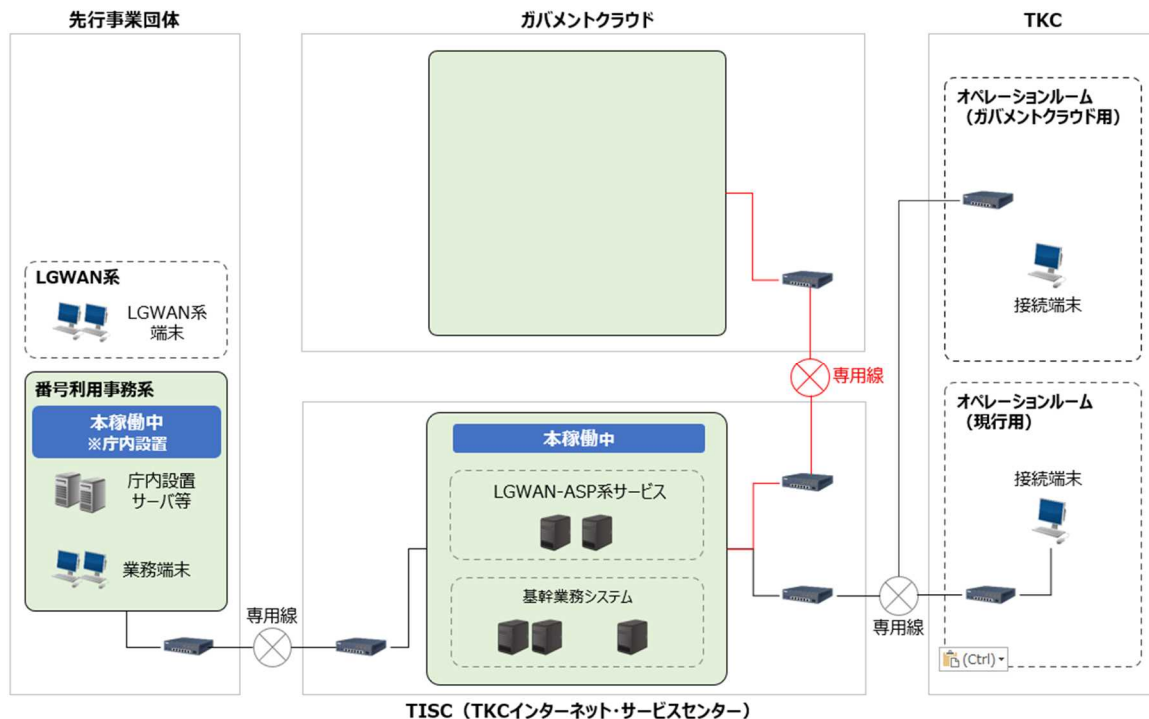 先行事業団体
ガバメントクラウド
TKC
オペレーションルーム
（ガバメントクラウド用）
接続端末
LGWAN系
LGWAN系
端末
番号利用事務系
本稼働中
※庁内設置
庁内設置
サーバ等
業務端末
専用線
専用線
本稼働中
LGWAN-ASP系サービス
基幹業務システム
オペレーションルーム
（現行用）
接続端末
専用線
(Ctrl)
TISC（TKCインターネット・サービスセンター）